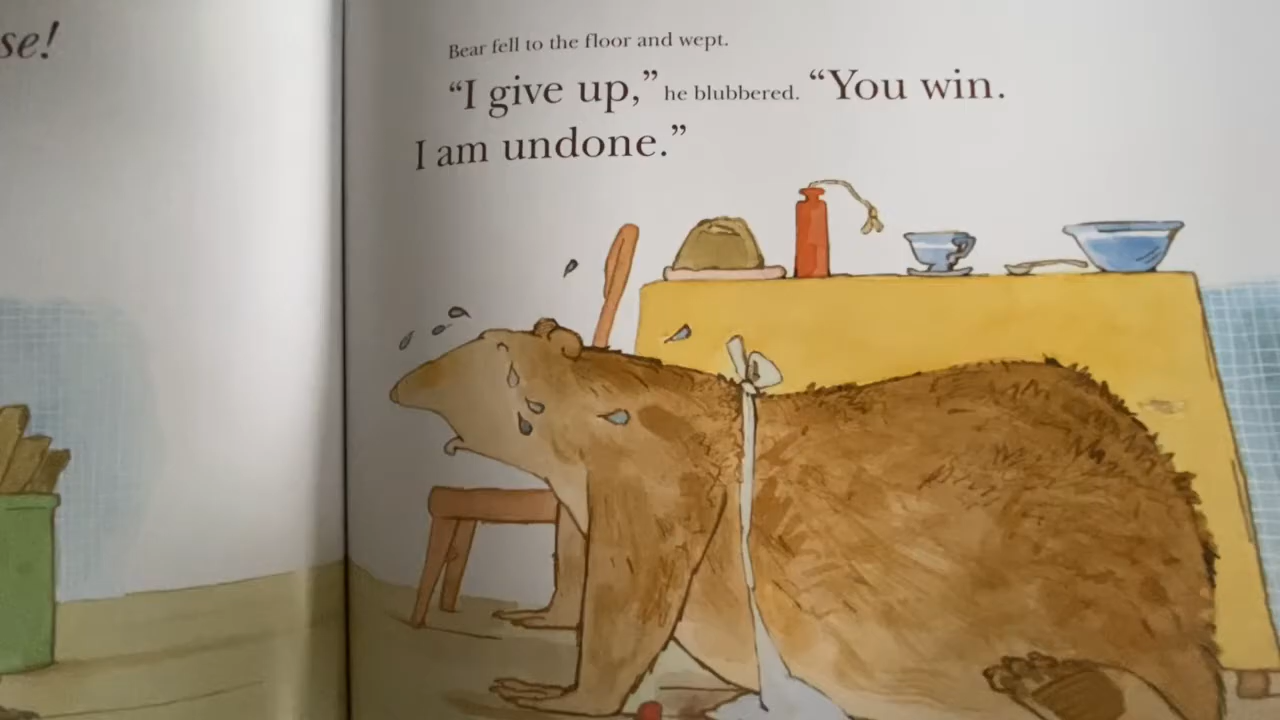 se!
Bear fell to the floor and wept.
“I give up,” he blubbered. “You win.
I am undone.”